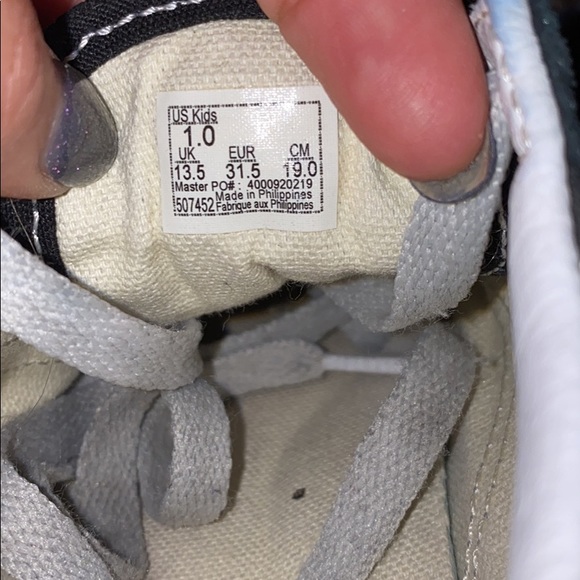 US Kids
1.0
UK EUR CM
13.5 31.5 19.0
Master PO# : 4000920219
Made in Philippines
507452 Fabrique aux Philippines